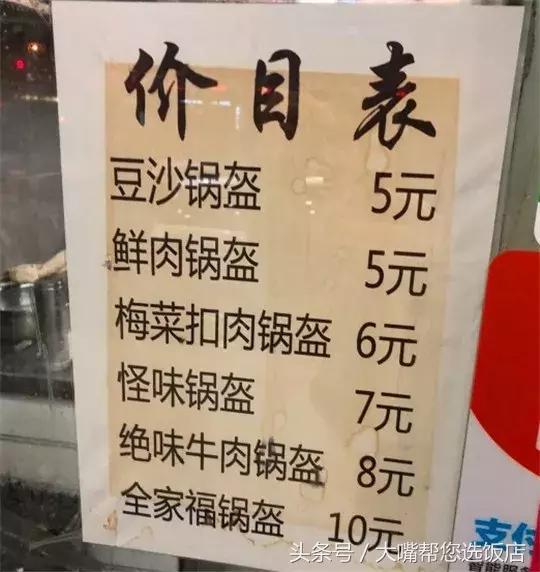 价目表
豆沙锅盔 5元
鲜肉锅盔 5元
梅菜扣肉锅盔 6元
怪味锅盔 7元
绝味牛肉锅盔 8元
全家福锅盔 10元
支付
头条号/大嘴帮您选饭店